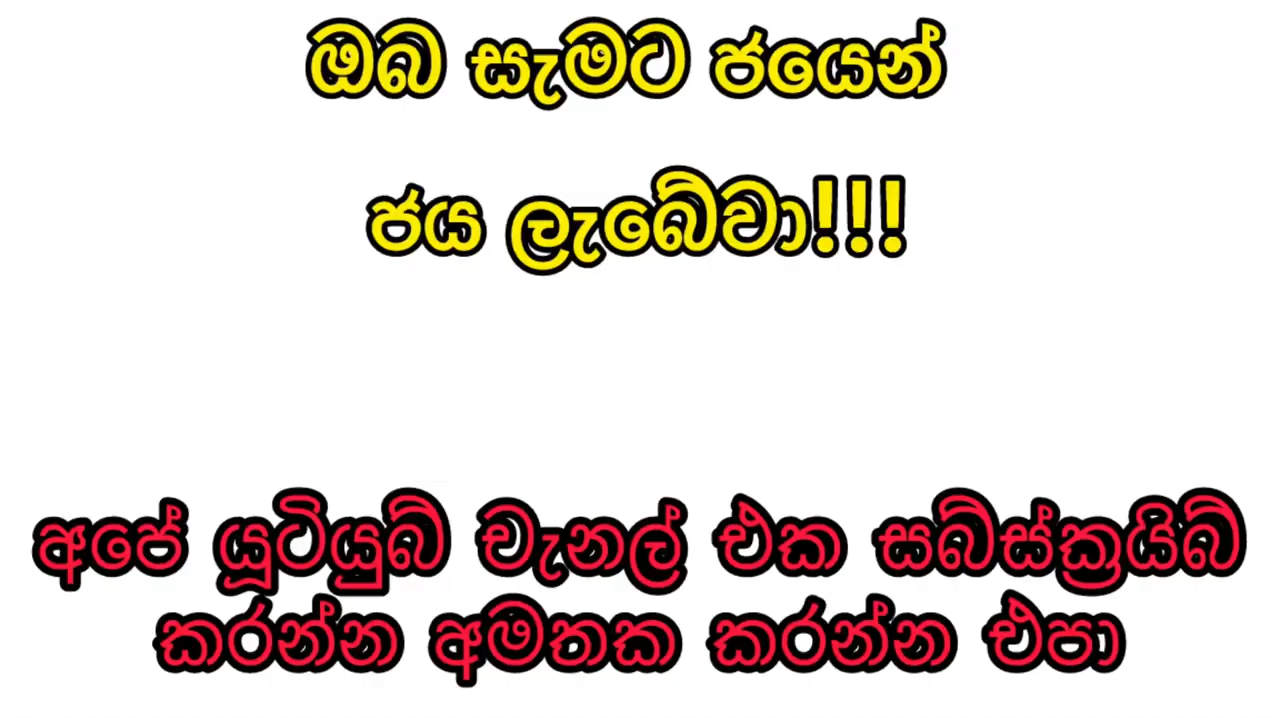 ඔබ සැමට ජයෙන්
ජය ලැබේවා!!!
අපේ යූටියුබ් චැනල් එක සබ්ස්ක්‍රයිබ්
කරන්න අමතක කරන්න එපා